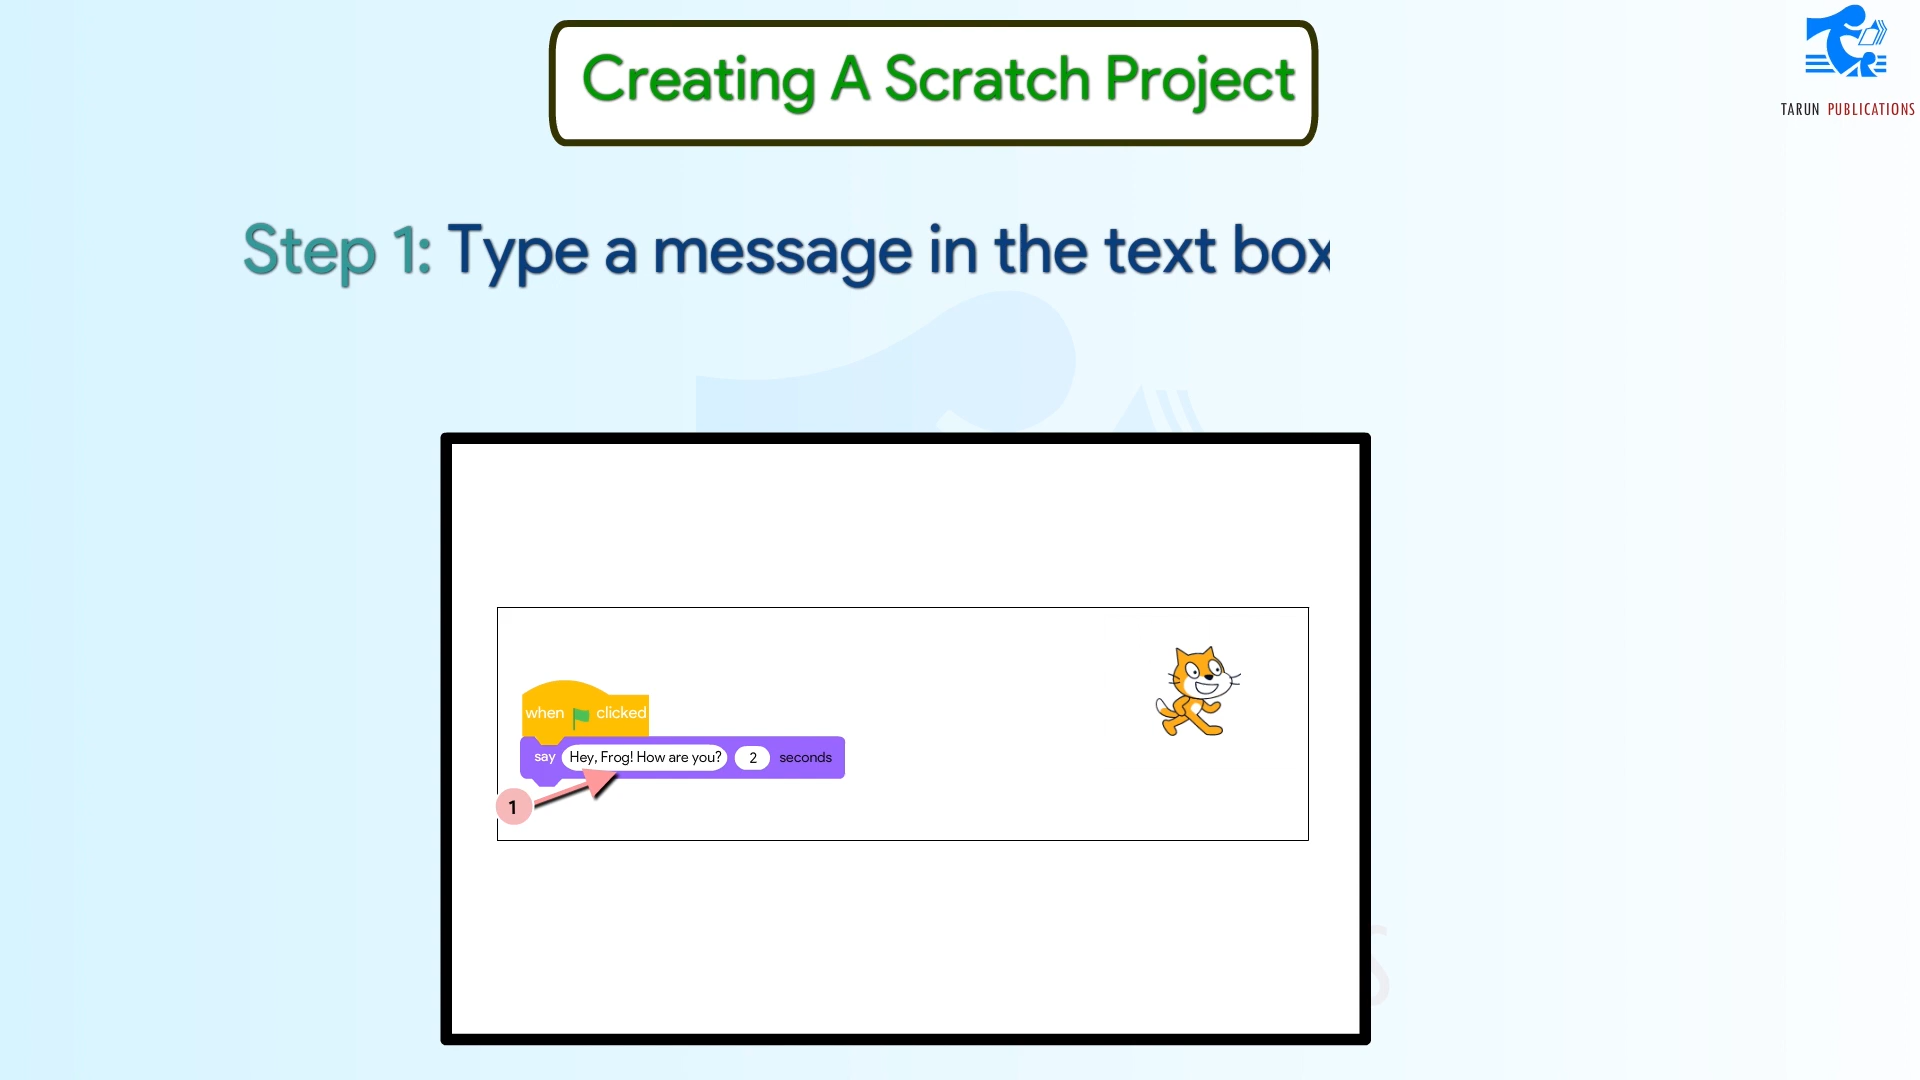 Creating A Scratch Project
TARUN PUBLICATIONS
Step 1: Type a message in the text box
when clicked
say Hey, Frog! How are you? 2 seconds
1